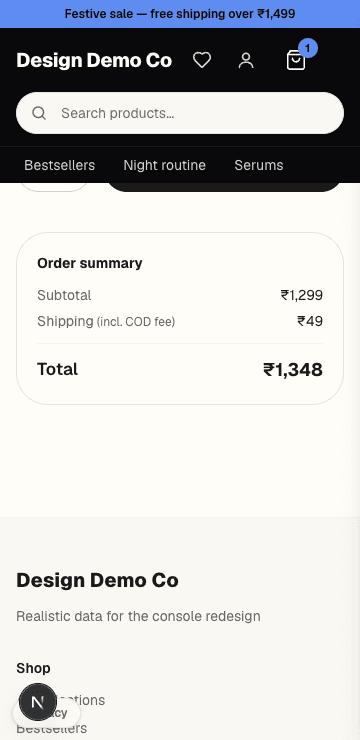 Festive sale — free shipping over ₹1,499
Design Demo Co
1
Search products...
Bestsellers Night routine Serums
Order summary
Subtotal ₹1,299
Shipping (incl. COD fee) ₹49
Total ₹1,348
Design Demo Co
Realistic data for the console redesign
Shop
N
Bestsellers